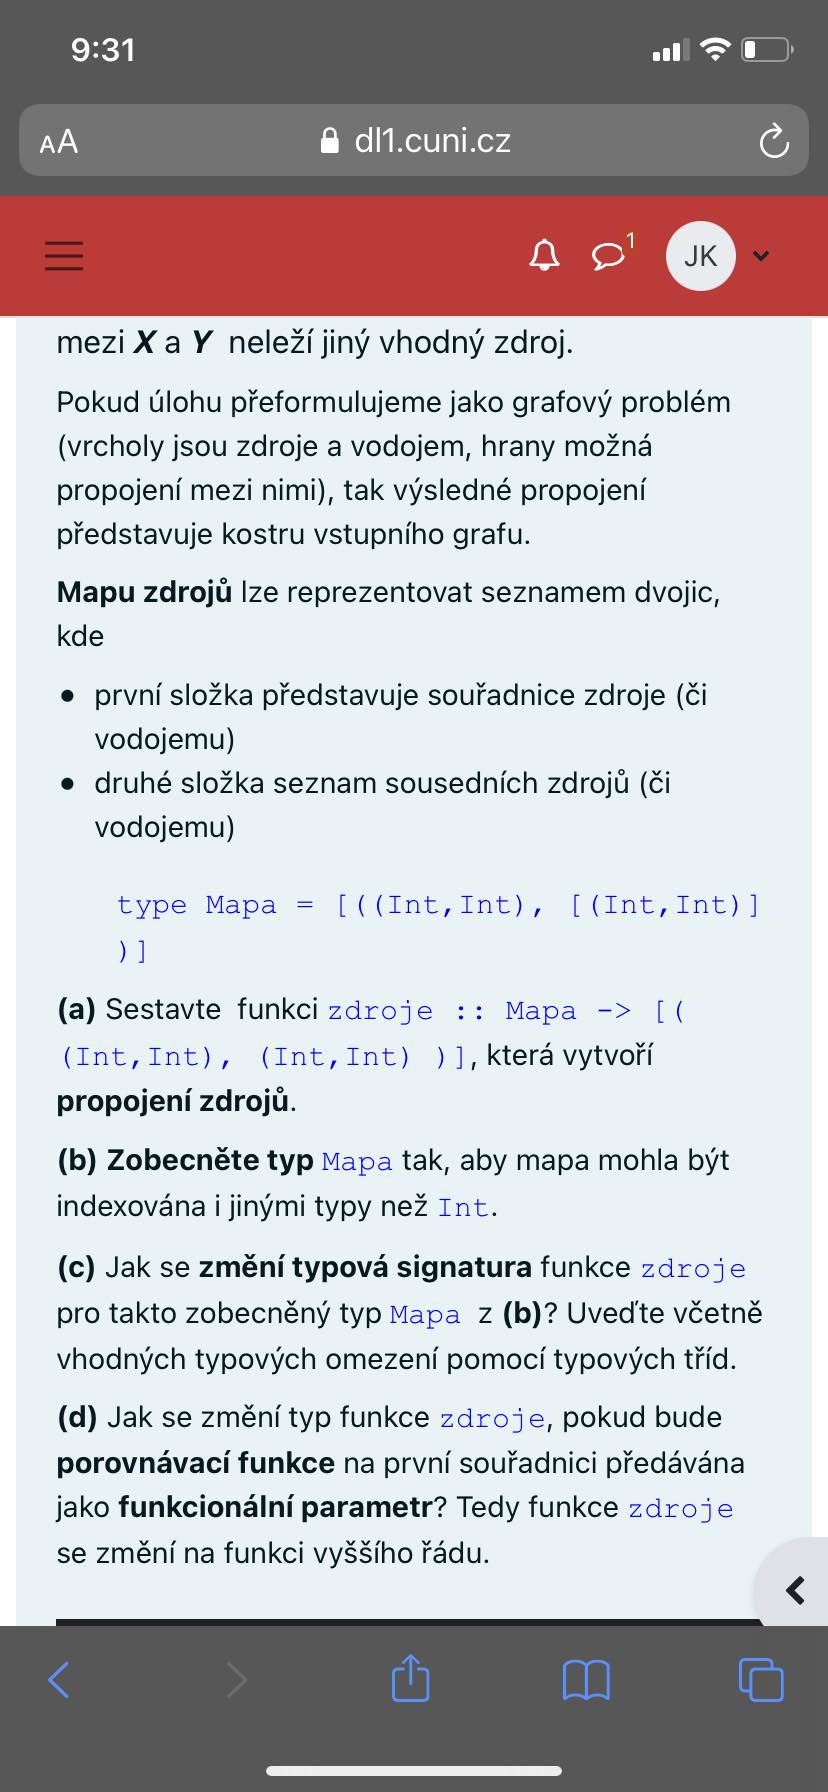 9:31
AA dl1.cuni.cz
1
JK
mezi X a Y neleží jiný vhodný zdroj.
Pokud úlohu přeformulujeme jako grafový problém
(vrcholy jsou zdroje a vodojem, hrany možná
propojení mezi nimi), tak výsledné propojení
představuje kostru vstupního grafu.
Mapu zdrojů lze reprezentovat seznamem dvojic,
kde
• první složka představuje souřadnice zdroje (či
vodojemu)
• druhé složka seznam sousedních zdrojů (či
vodojemu)
type Mapa = [((Int,Int), [(Int,Int)]
)]
(a) Sestavte funkci zdroje :: Mapa -> [(
(Int,Int), (Int,Int) )], která vytvoří
propojení zdrojů.
(b) Zobecněte typ Mapa tak, aby mapa mohla být
indexována i jinými typy než Int.
(c) Jak se změní typová signatura funkce zdroje
pro takto zobecněný typ Mapa z (b)? Uveďte včetně
vhodných typových omezení pomocí typových tříd.
(d) Jak se změní typ funkce zdroje, pokud bude
porovnávací funkce na první souřadnici předávána
jako funkcionální parametr? Tedy funkce zdroje
se změní na funkci vyššího řádu.